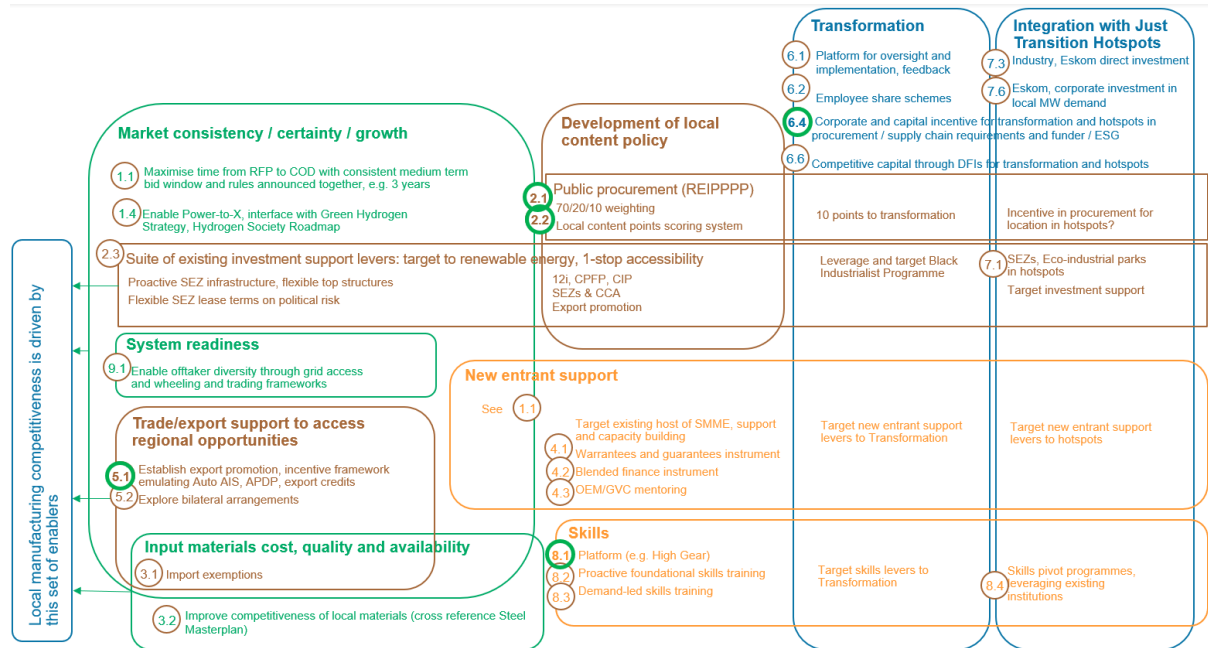 Local manufacturing competitiveness is driven by
this set of enablers
Market consistency / certainty / growth
1.1
Maximise time from RFP to COD with consistent medium term
bid window and rules announced together, e.g. 3 years
1.4
Enable Power-to-X, interface with Green Hydrogen
Strategy, Hydrogen Society Roadmap
Development of local
content policy
2.1
Public procurement (REIPPPP)
70/20/10 weighting
2.2
Local content points scoring system
Transformation
6.1
Platform for oversight and
implementation, feedback
6.2
Employee share schemes
6.4
Corporate and capital incentive for transformation and hotspots in
procurement / supply chain requirements and funder / ESG
6.6
Competitive capital through DFIs for transformation and hotspots
10 points to transformation
Integration with Just
Transition Hotspots
7.3
Industry, Eskom direct investment
7.6
Eskom, corporate investment in
local MW demand
Incentive in procurement for
location in hotspots?
2.3
Suite of existing investment support levers: target to renewable energy, 1-stop accessibility
Proactive SEZ infrastructure, flexible top structures
Flexible SEZ lease terms on political risk
12i, CPFP, CIP
SEZs & CCA
Export promotion
Leverage and target Black
Industrialist Programme
7.1
SEZs, Eco-industrial parks
in hotspots
Target investment support
System readiness
9.1
Enable offtaker diversity through grid access
and wheeling and trading frameworks
New entrant support
See
1.1
Target existing host of SMME, support
and capacity building
4.1
Warrantees and guarantees instrument
4.2
Blended finance instrument
4.3
OEM/GVC mentoring
Target new entrant support
levers to Transformation
Target new entrant support
levers to hotspots
Trade/export support to access
regional opportunities
5.1
Establish export promotion, incentive framework
emulating Auto AIS, APDP, export credits
5.2
Explore bilateral arrangements
Input materials cost, quality and availability
3.1
Import exemptions
3.2
Improve competitiveness of local materials (cross reference Steel
Masterplan)
Skills
8.1
Platform (e.g. High Gear)
8.2
Proactive foundational skills training
8.3
Demand-led skills training
Target skills levers to
Transformation
8.4
Skills pivot programmes,
leveraging existing
institutions